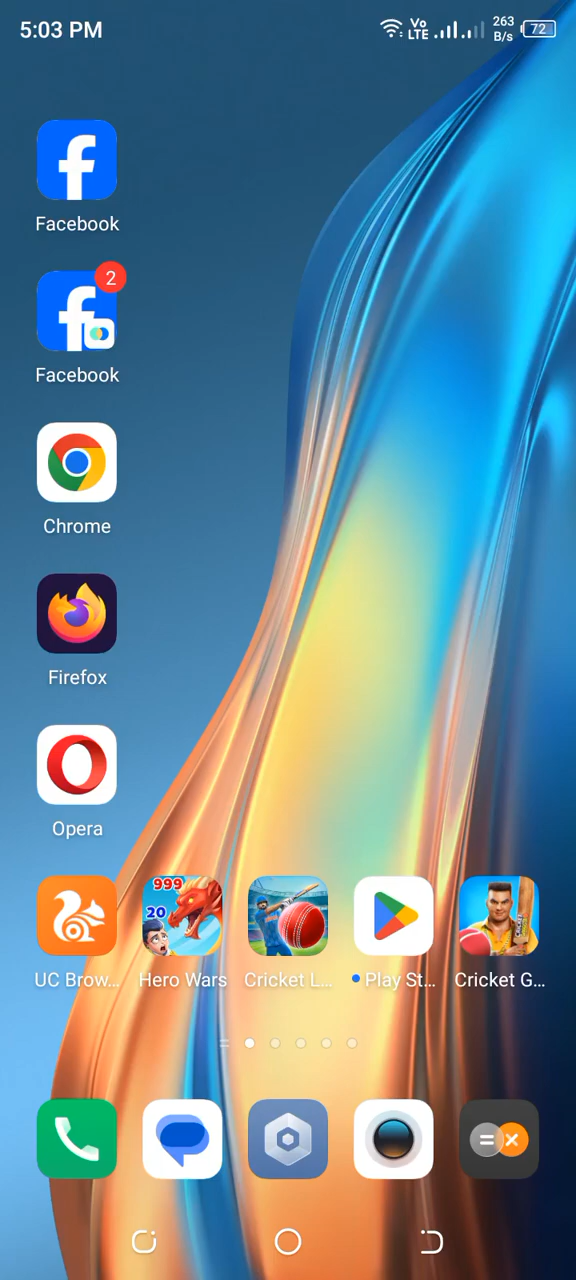 5:03 PM
Vo
LTE
263
B/s
72
Facebook
2
Facebook
Chrome
Firefox
Opera
999
20
UC Brow...
Hero Wars
Cricket L...
Play St...
Cricket G...